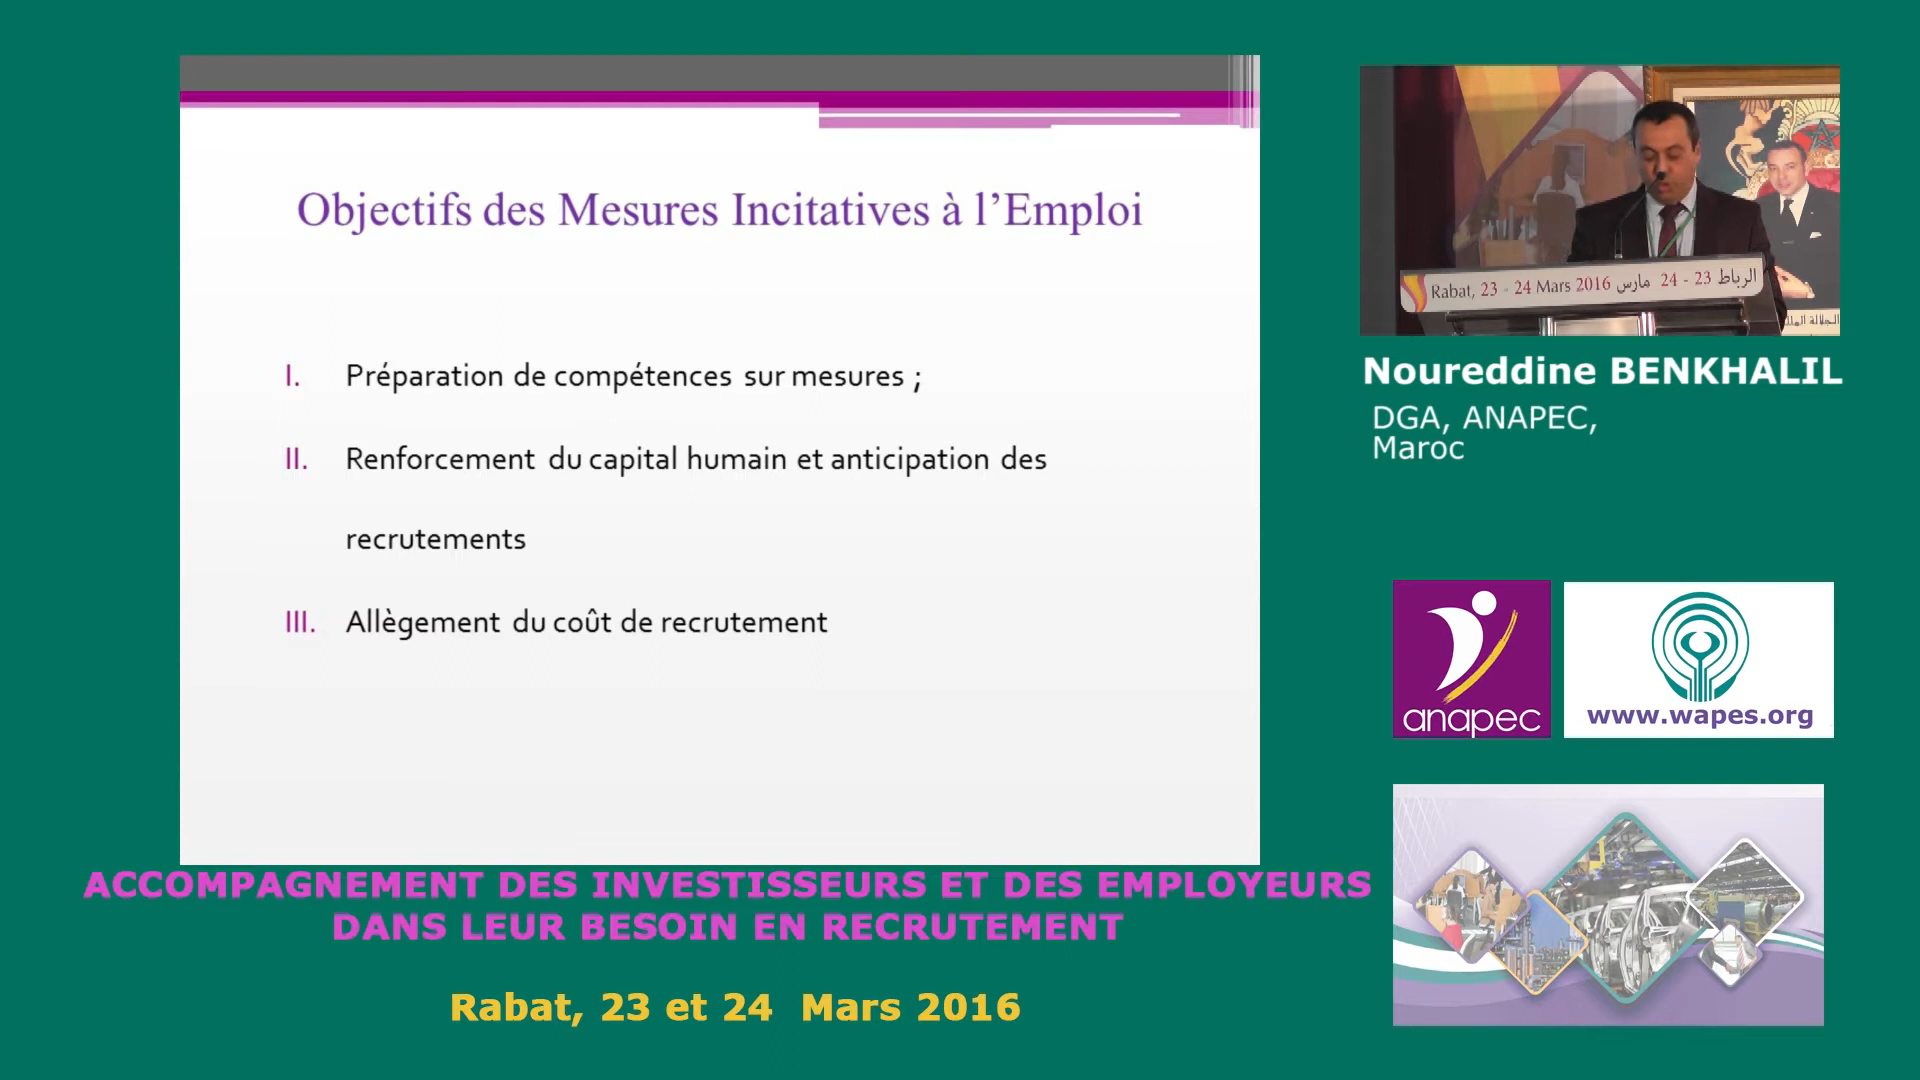 Objectifs des Mesures Incitatives à l’Emploi
I. Préparation de compétences sur mesures ;
II. Renforcement du capital humain et anticipation des
recrutements
III. Allègement du coût de recrutement
Rabat, 23 - 24 Mars 2016 الرباط 23 - 24 مارس
Noureddine BENKHALIL
DGA, ANAPEC,
Maroc
anapec
www.wapes.org
ACCOMPAGNEMENT DES INVESTISSEURS ET DES EMPLOYEURS
DANS LEUR BESOIN EN RECRUTEMENT
Rabat, 23 et 24 Mars 2016